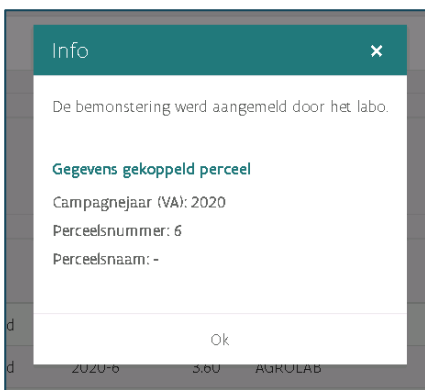 Info ×
De bemonstering werd aangemeld door het labo.
Gegevens gekoppeld perceel
Campagnejaar (VA): 2020
Perceelsnummer: 6
Perceelsnaam: -
d
Ok
d 2020-6 3.60 AGROLAB